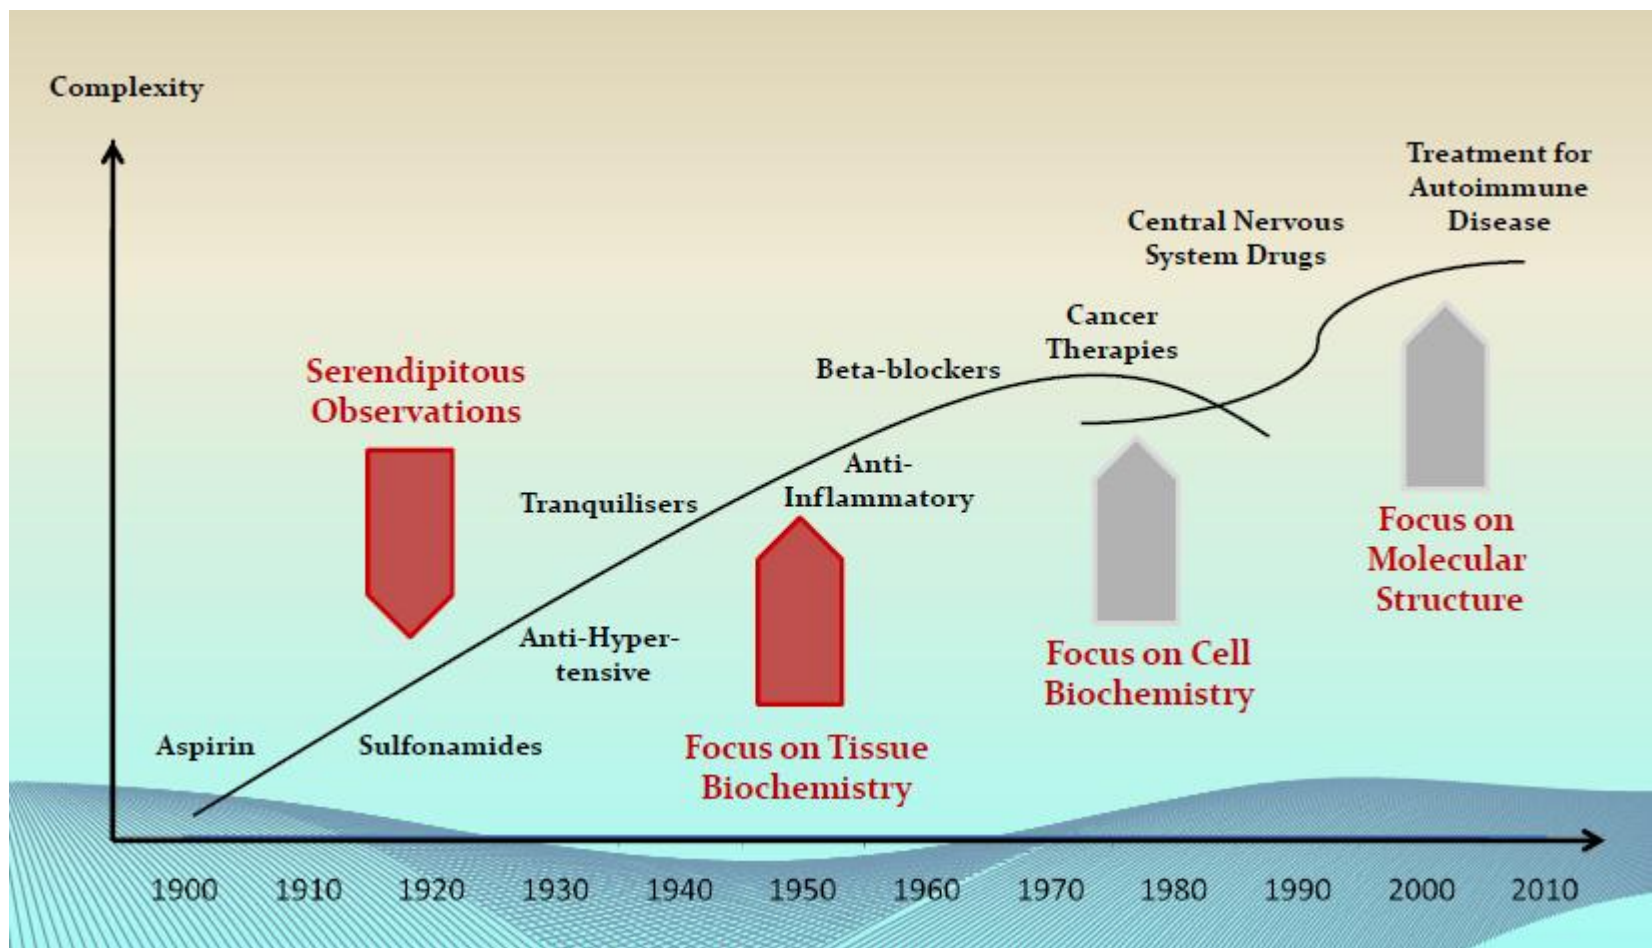 Complexity
Treatment for
Autoimmune
Disease
Central Nervous
System Drugs
Cancer
Therapies
Beta-blockers
Serendipitous
Observations
Anti-
Inflammatory
Tranquilisers
Focus on
Molecular
Structure
Anti-Hyper-
tensive
Focus on Cell
Biochemistry
Aspirin
Sulfonamides
Focus on Tissue
Biochemistry
1900 1910 1920 1930 1940 1950 1960 1970 1980 1990 2000 2010